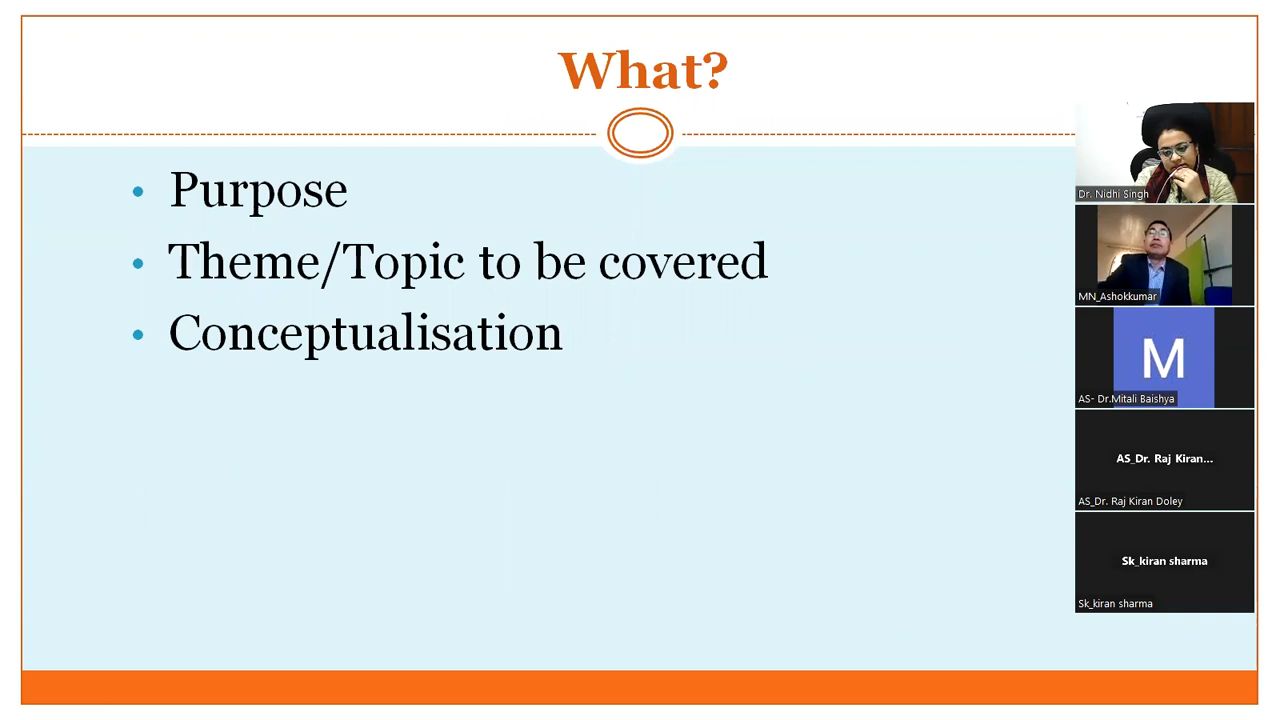 What?
• Purpose
• Theme/Topic to be covered
• Conceptualisation
Dr. Nidhi Singh
MN_Ashokkumar
M
AS- Dr.Mitali Baishya
AS_Dr. Raj Kiran...
AS_Dr. Raj Kiran Doley
Sk_kiran sharma
Sk_kiran sharma